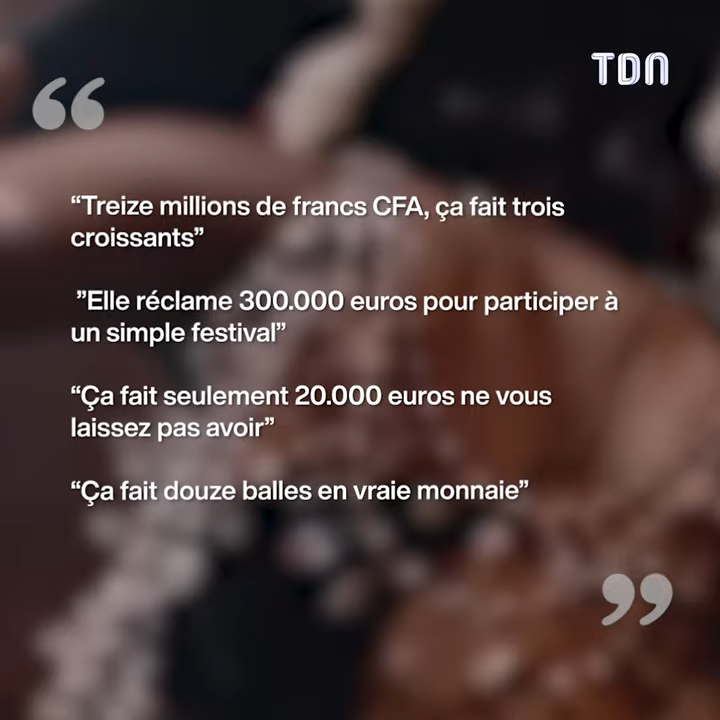 TDN
“
“Treize millions de francs CFA, ça fait trois
croissants”
”Elle réclame 300.000 euros pour participer à
un simple festival”
“Ça fait seulement 20.000 euros ne vous
laissez pas avoir”
“Ça fait douze balles en vraie monnaie”
”